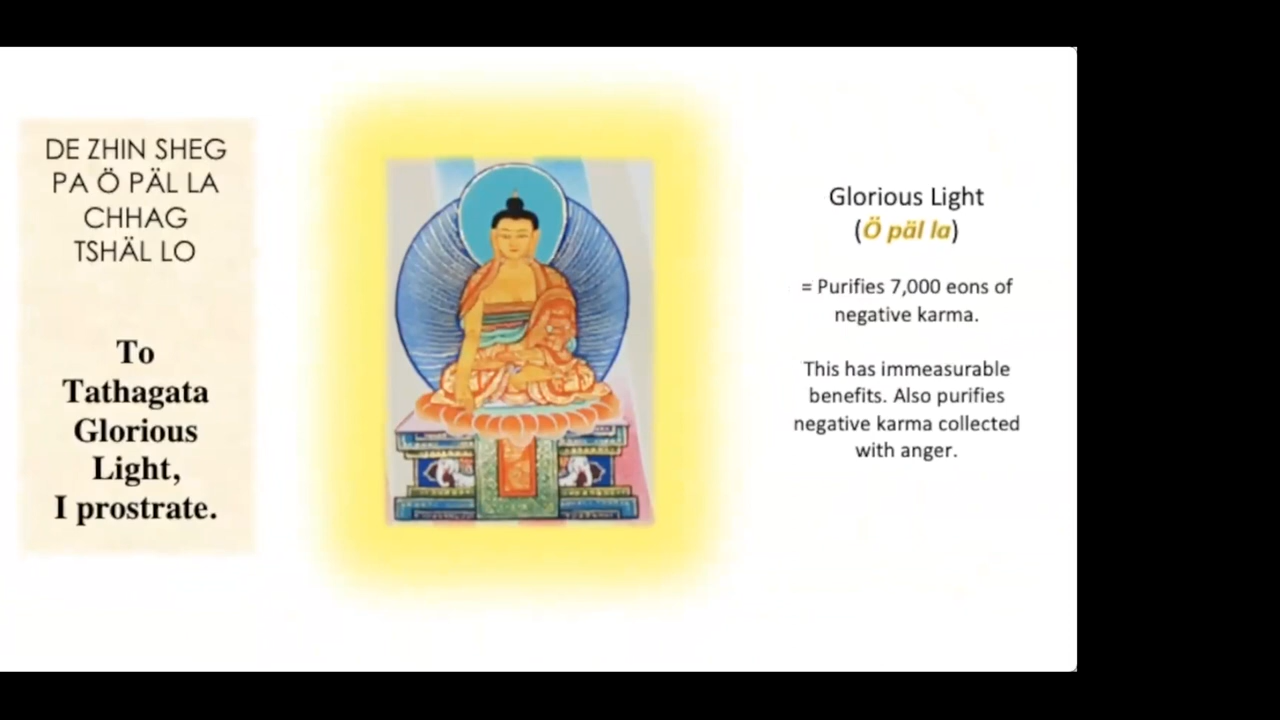 DE ZHIN SHEG
PA Ö PÄL LA
CHHAG
TSHÄL LO
To
Tathagata
Glorious
Light,
I prostrate.
Glorious Light
(Ö päl la)
= Purifies 7,000 eons of
negative karma.
This has immeasurable
benefits. Also purifies
negative karma collected
with anger.